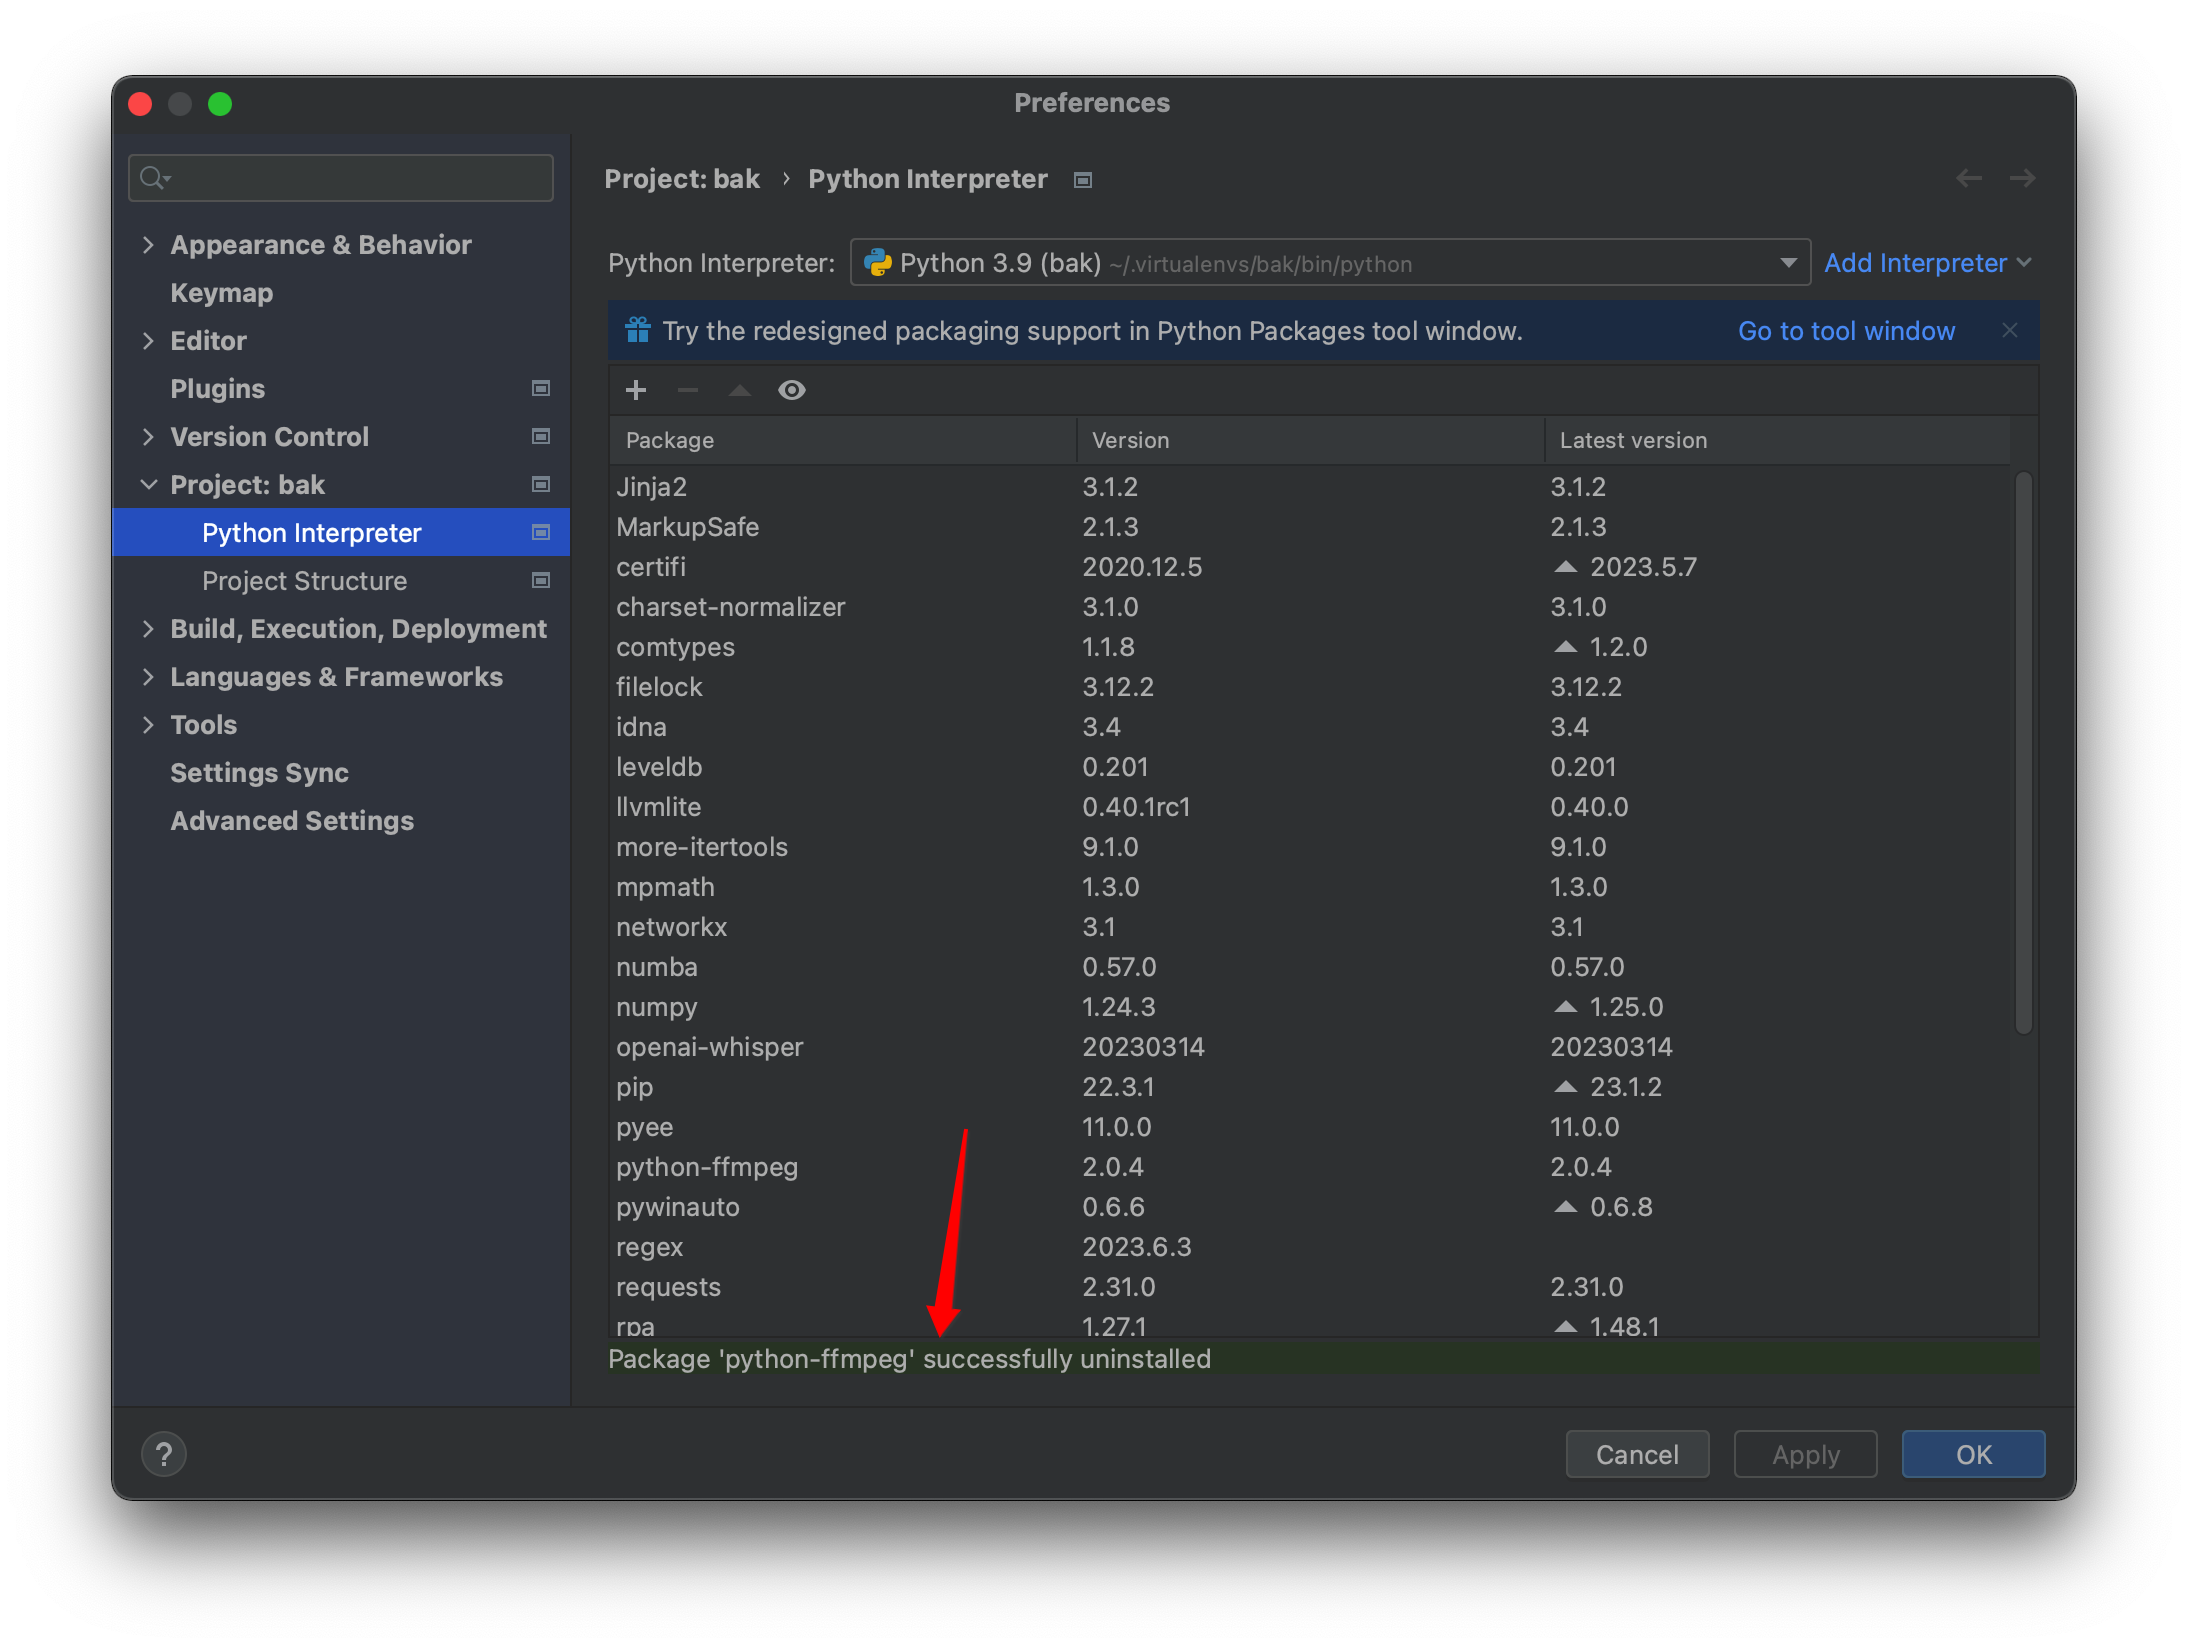 Preferences
Appearance & Behavior
Keymap
Editor
Plugins
Version Control
Project: bak
Python Interpreter
Project Structure
Build, Execution, Deployment
Languages & Frameworks
Tools
Settings Sync
Advanced Settings
Project: bak › Python Interpreter
Python Interpreter: Python 3.9 (bak) ~/.virtualenvs/bak/bin/python Add Interpreter
Try the redesigned packaging support in Python Packages tool window. Go to tool window
Package Version Latest version
Jinja2 3.1.2 3.1.2
MarkupSafe 2.1.3 2.1.3
certifi 2020.12.5 2023.5.7
charset-normalizer 3.1.0 3.1.0
comtypes 1.1.8 1.2.0
filelock 3.12.2 3.12.2
idna 3.4 3.4
leveldb 0.201 0.201
llvmlite 0.40.1rc1 0.40.0
more-itertools 9.1.0 9.1.0
mpmath 1.3.0 1.3.0
networkx 3.1 3.1
numba 0.57.0 0.57.0
numpy 1.24.3 1.25.0
openai-whisper 20230314 20230314
pip 22.3.1 23.1.2
pyee 11.0.0 11.0.0
python-ffmpeg 2.0.4 2.0.4
pywinauto 0.6.6 0.6.8
regex 2023.6.3
requests 2.31.0 2.31.0
rpa 1.27.1 1.48.1
Package 'python-ffmpeg' successfully uninstalled
? Cancel Apply OK